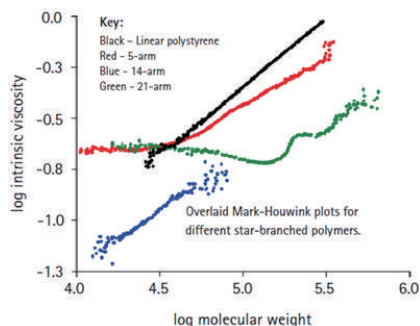 Key:
Black – Linear polystyrene
Red - 5-arm
Blue - 14-arm
Green - 21-arm
0.0
-0.3
-0.5
-0.8
-1.0
-1.3
log intrinsic viscosity
Overlaid Mark-Houwink plots for
different star-branched polymers.
4.0
4.5
5.0
5.5
6.0
log molecular weight